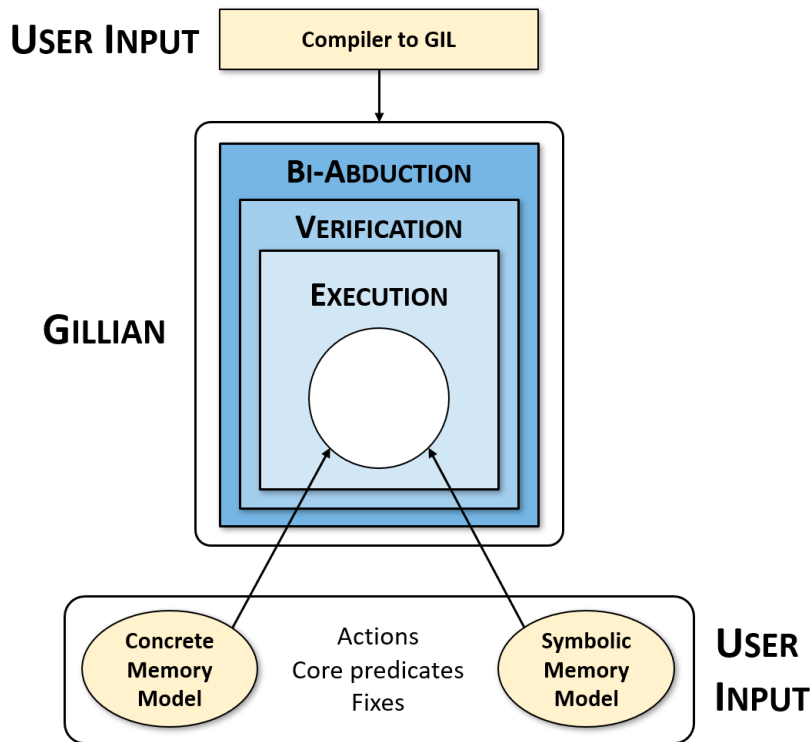 USER INPUT
Compiler to GIL
BI-ABDUCTION
VERIFICATION
EXECUTION
GILLIAN
Concrete
Memory
Model
Actions
Core predicates
Fixes
Symbolic
Memory
Model
USER
INPUT